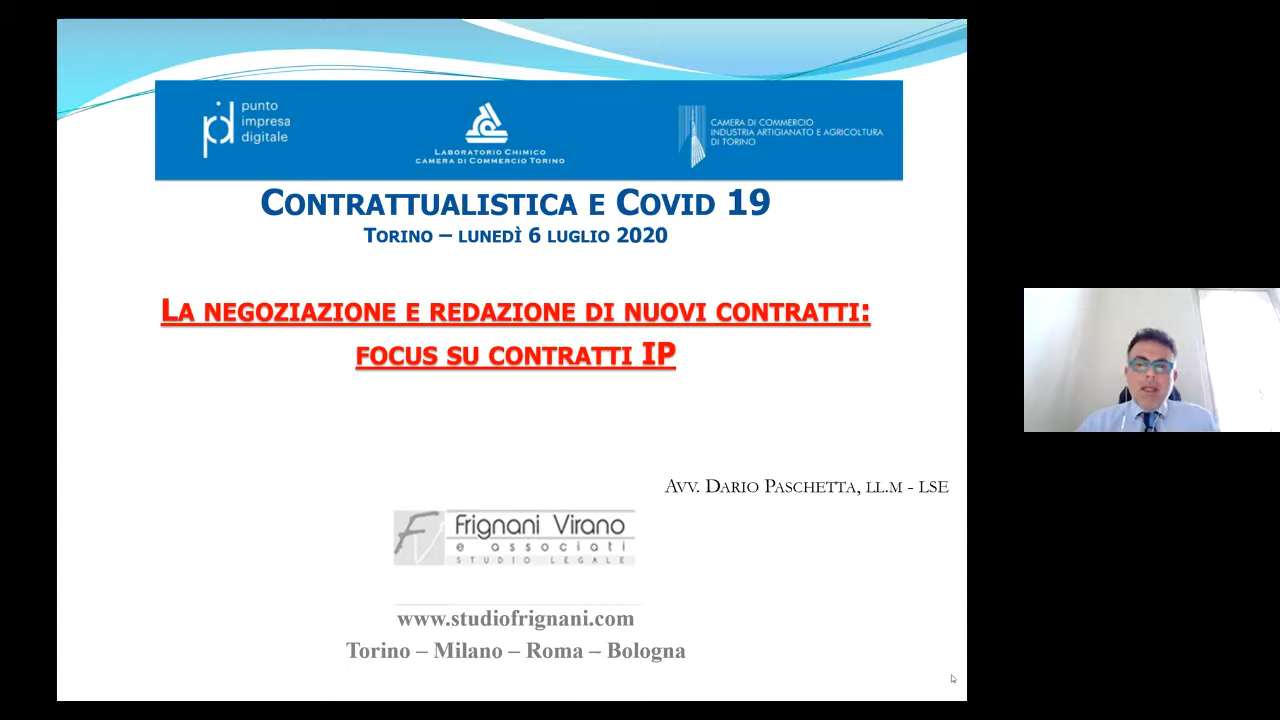 punto
impresa
digitale
LABORATORIO CHIMICO
CAMERA DI COMMERCIO TORINO
CAMERA DI COMMERCIO
INDUSTRIA ARTIGIANATO E AGRICOLTURA
DI TORINO
CONTRATTUALISTICA E COVID 19
TORINO – LUNEDÌ 6 LUGLIO 2020
LA NEGOZIAZIONE E REDAZIONE DI NUOVI CONTRATTI:
FOCUS SU CONTRATTI IP
AVV. DARIO PASCHETTA, LL.M - LSE
Frignani Virano
e associati
STUDIO LEGALE
www.studiofrignani.com
Torino – Milano – Roma – Bologna